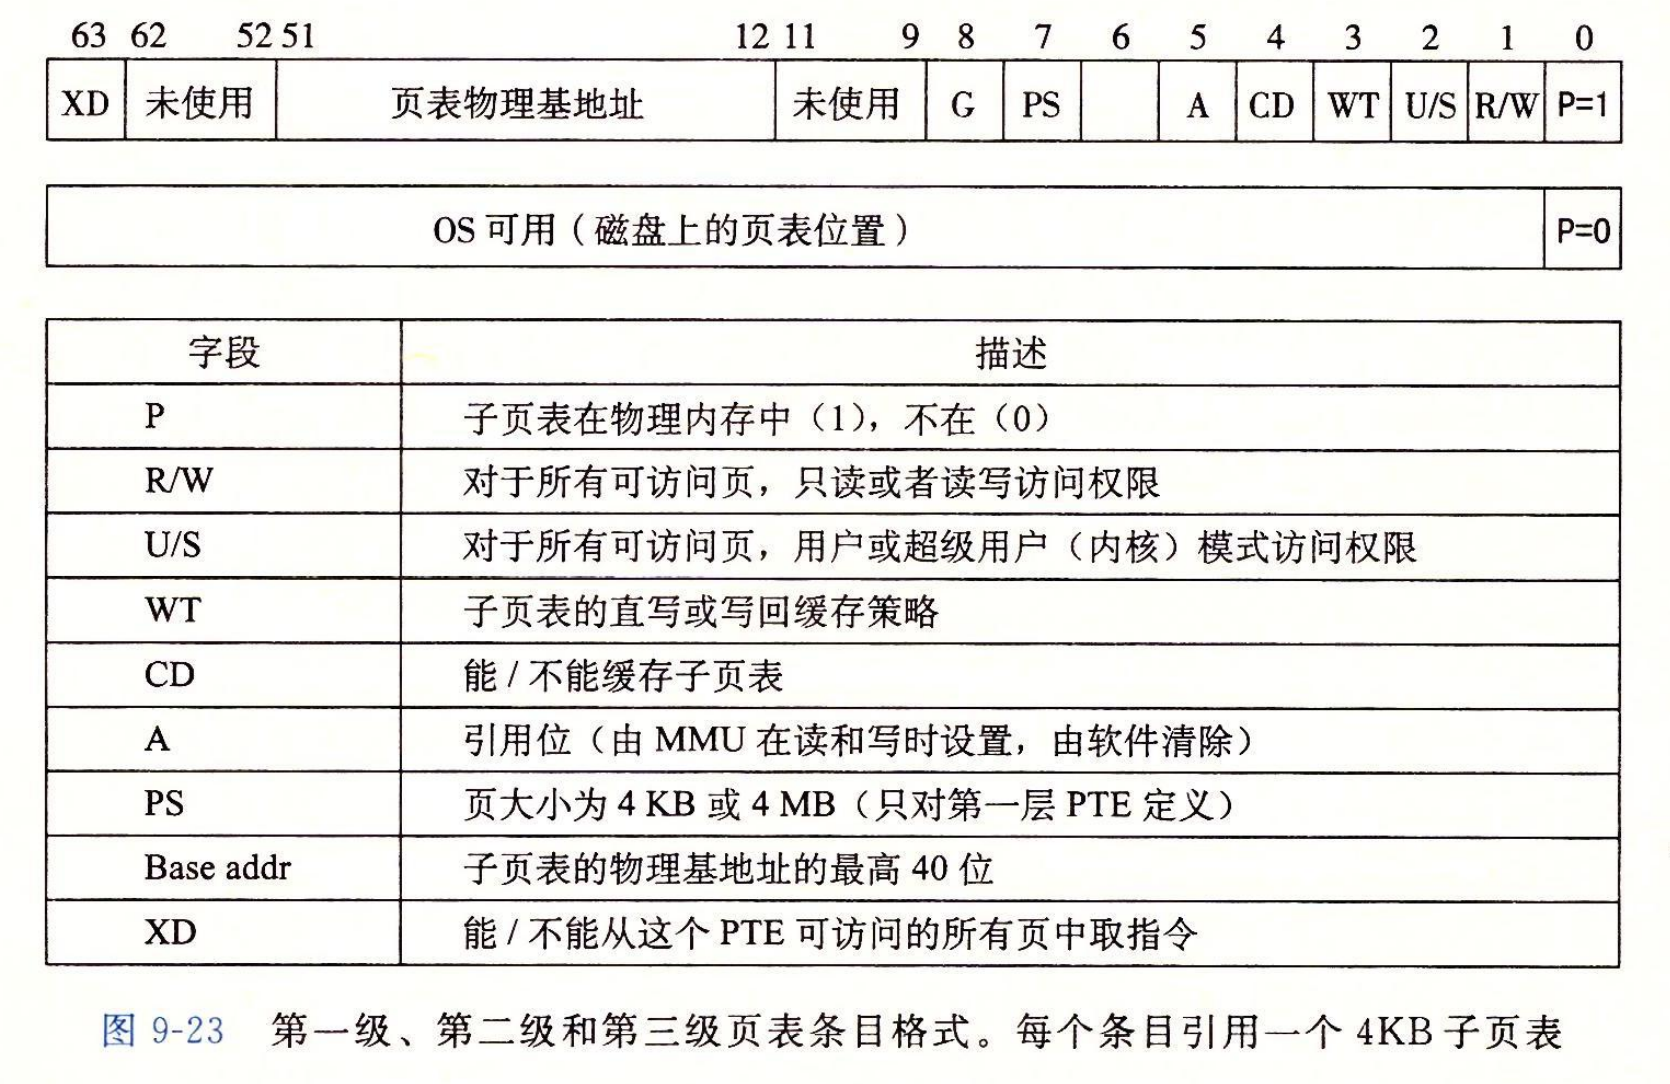 63 62 52 51 12 11 9 8 7 6 5 4 3 2 1 0
XD 未使用 页表物理基地址 未使用 G PS A CD WT U/S R/W P=1
OS 可用（磁盘上的页表位置） P=0
字段 描述
P 子页表在物理内存中（1），不在（0）
R/W 对于所有可访问页，只读或者读写访问权限
U/S 对于所有可访问页，用户或超级用户（内核）模式访问权限
WT 子页表的直写或写回缓存策略
CD 能 / 不能缓存子页表
A 引用位（由 MMU 在读和写时设置，由软件清除）
PS 页大小为 4 KB 或 4 MB（只对第一层 PTE 定义）
Base addr 子页表的物理基地址的最高 40 位
XD 能 / 不能从这个 PTE 可访问的所有页中取指令
图 9-23 第一级、第二级和第三级页表条目格式。每个条目引用一个 4KB 子页表